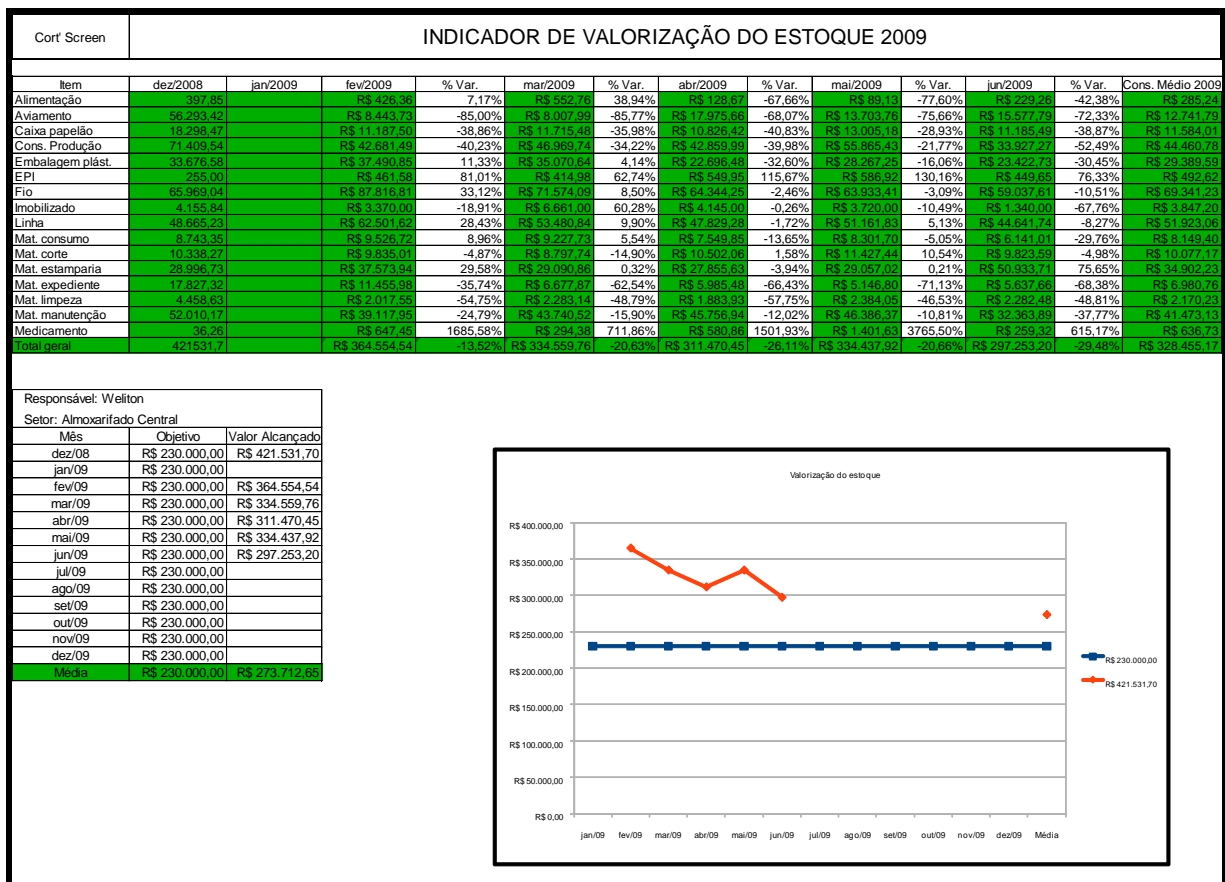 Cort' Screen
INDICADOR DE VALORIZAÇÃO DO ESTOQUE 2009
Item dez/2008 jan/2009 fev/2009 % Var. mar/2009 % Var. abr/2009 % Var. mai/2009 % Var. jun/2009 % Var. Cons. Médio 2009
Alimentação 397,85 R$ 426,36 7,17% R$ 552,76 38,94% R$ 128,67 -67,66% R$ 89,13 -77,60% R$ 229,26 -42,38% R$ 285,24
Aviamento 56.293,42 R$ 8.443,73 -85,00% R$ 8.007,99 -85,77% R$ 17.975,66 -68,07% R$ 13.703,76 -75,66% R$ 15.577,79 -72,33% R$ 12.741,79
Caixa papelão 18.298,47 R$ 11.187,50 -38,86% R$ 11.715,48 -35,98% R$ 10.826,42 -40,83% R$ 13.005,18 -28,93% R$ 11.185,49 -38,87% R$ 11.584,01
Cons. Produção 71.409,54 R$ 42.681,49 -40,23% R$ 46.969,74 -34,22% R$ 42.859,99 -39,98% R$ 55.865,43 -21,77% R$ 33.927,27 -52,49% R$ 44.460,78
Embalagem plást. 33.676,58 R$ 37.490,85 11,33% R$ 35.070,64 4,14% R$ 22.696,48 -32,60% R$ 28.267,25 -16,06% R$ 23.422,73 -30,45% R$ 29.389,59
EPI 255,00 R$ 461,58 81,01% R$ 414,98 62,74% R$ 549,95 115,67% R$ 586,92 130,16% R$ 449,65 76,33% R$ 492,62
Fio 65.969,04 R$ 87.816,81 33,12% R$ 71.574,09 8,50% R$ 64.344,25 -2,46% R$ 63.933,41 -3,09% R$ 59.037,61 -10,51% R$ 69.341,23
Imobilizado 4.155,84 R$ 3.370,00 -18,91% R$ 6.661,00 60,28% R$ 4.145,00 -0,26% R$ 3.720,00 -10,49% R$ 1.340,00 -67,76% R$ 3.847,20
Linha 48.665,23 R$ 62.501,62 28,43% R$ 53.480,84 9,90% R$ 47.829,28 -1,72% R$ 51.161,83 5,13% R$ 44.641,74 -8,27% R$ 51.923,06
Mat. consumo 8.743,35 R$ 9.526,72 8,96% R$ 9.227,73 5,54% R$ 7.549,85 -13,65% R$ 8.301,70 -5,05% R$ 6.141,01 -29,76% R$ 8.149,40
Mat. corte 10.338,27 R$ 9.835,01 -4,87% R$ 8.797,74 -14,90% R$ 10.502,06 1,58% R$ 11.427,44 10,54% R$ 9.823,59 -4,98% R$ 10.077,17
Mat. estamparia 28.996,73 R$ 37.573,94 29,58% R$ 29.090,86 0,32% R$ 27.855,63 -3,94% R$ 29.057,02 0,21% R$ 50.933,71 75,65% R$ 34.902,23
Mat. expediente 17.827,32 R$ 11.455,98 -35,74% R$ 6.677,87 -62,54% R$ 5.985,48 -66,43% R$ 5.146,80 -71,13% R$ 5.637,66 -68,38% R$ 6.980,76
Mat. limpeza 4.458,63 R$ 2.017,55 -54,75% R$ 2.283,14 -48,79% R$ 1.883,93 -57,75% R$ 2.384,05 -46,53% R$ 2.282,48 -48,81% R$ 2.170,23
Mat. manutenção 52.010,17 R$ 39.117,95 -24,79% R$ 43.740,52 -15,90% R$ 45.756,94 -12,02% R$ 46.386,37 -10,81% R$ 32.363,89 -37,77% R$ 41.473,13
Medicamento 36,26 R$ 647,45 1685,58% R$ 294,38 711,86% R$ 580,86 1501,93% R$ 1.401,63 3765,50% R$ 259,32 615,17% R$ 636,73
Total geral 421531,7 R$ 364.554,54 -13,52% R$ 334.559,76 -20,63% R$ 311.470,45 -26,11% R$ 334.437,92 -20,66% R$ 297.253,20 -29,48% R$ 328.455,17
Responsável: Weliton
Setor: Almoxarifado Central
Mês Objetivo Valor Alcançado
dez/08 R$ 230.000,00 R$ 421.531,70
jan/09 R$ 230.000,00
fev/09 R$ 230.000,00 R$ 364.554,54
mar/09 R$ 230.000,00 R$ 334.559,76
abr/09 R$ 230.000,00 R$ 311.470,45
mai/09 R$ 230.000,00 R$ 334.437,92
jun/09 R$ 230.000,00 R$ 297.253,20
jul/09 R$ 230.000,00
ago/09 R$ 230.000,00
set/09 R$ 230.000,00
out/09 R$ 230.000,00
nov/09 R$ 230.000,00
dez/09 R$ 230.000,00
Média R$ 230.000,00 R$ 273.712,65
Valorização do estoque
R$ 400.000,00
R$ 350.000,00
R$ 300.000,00
R$ 250.000,00
R$ 200.000,00
R$ 150.000,00
R$ 100.000,00
R$ 50.000,00
R$ 0,00
jan/09 fev/09 mar/09 abr/09 mai/09 jun/09 jul/09 ago/09 set/09 out/09 nov/09 dez/09 Média
R$ 230.000,00
R$ 421.531,70